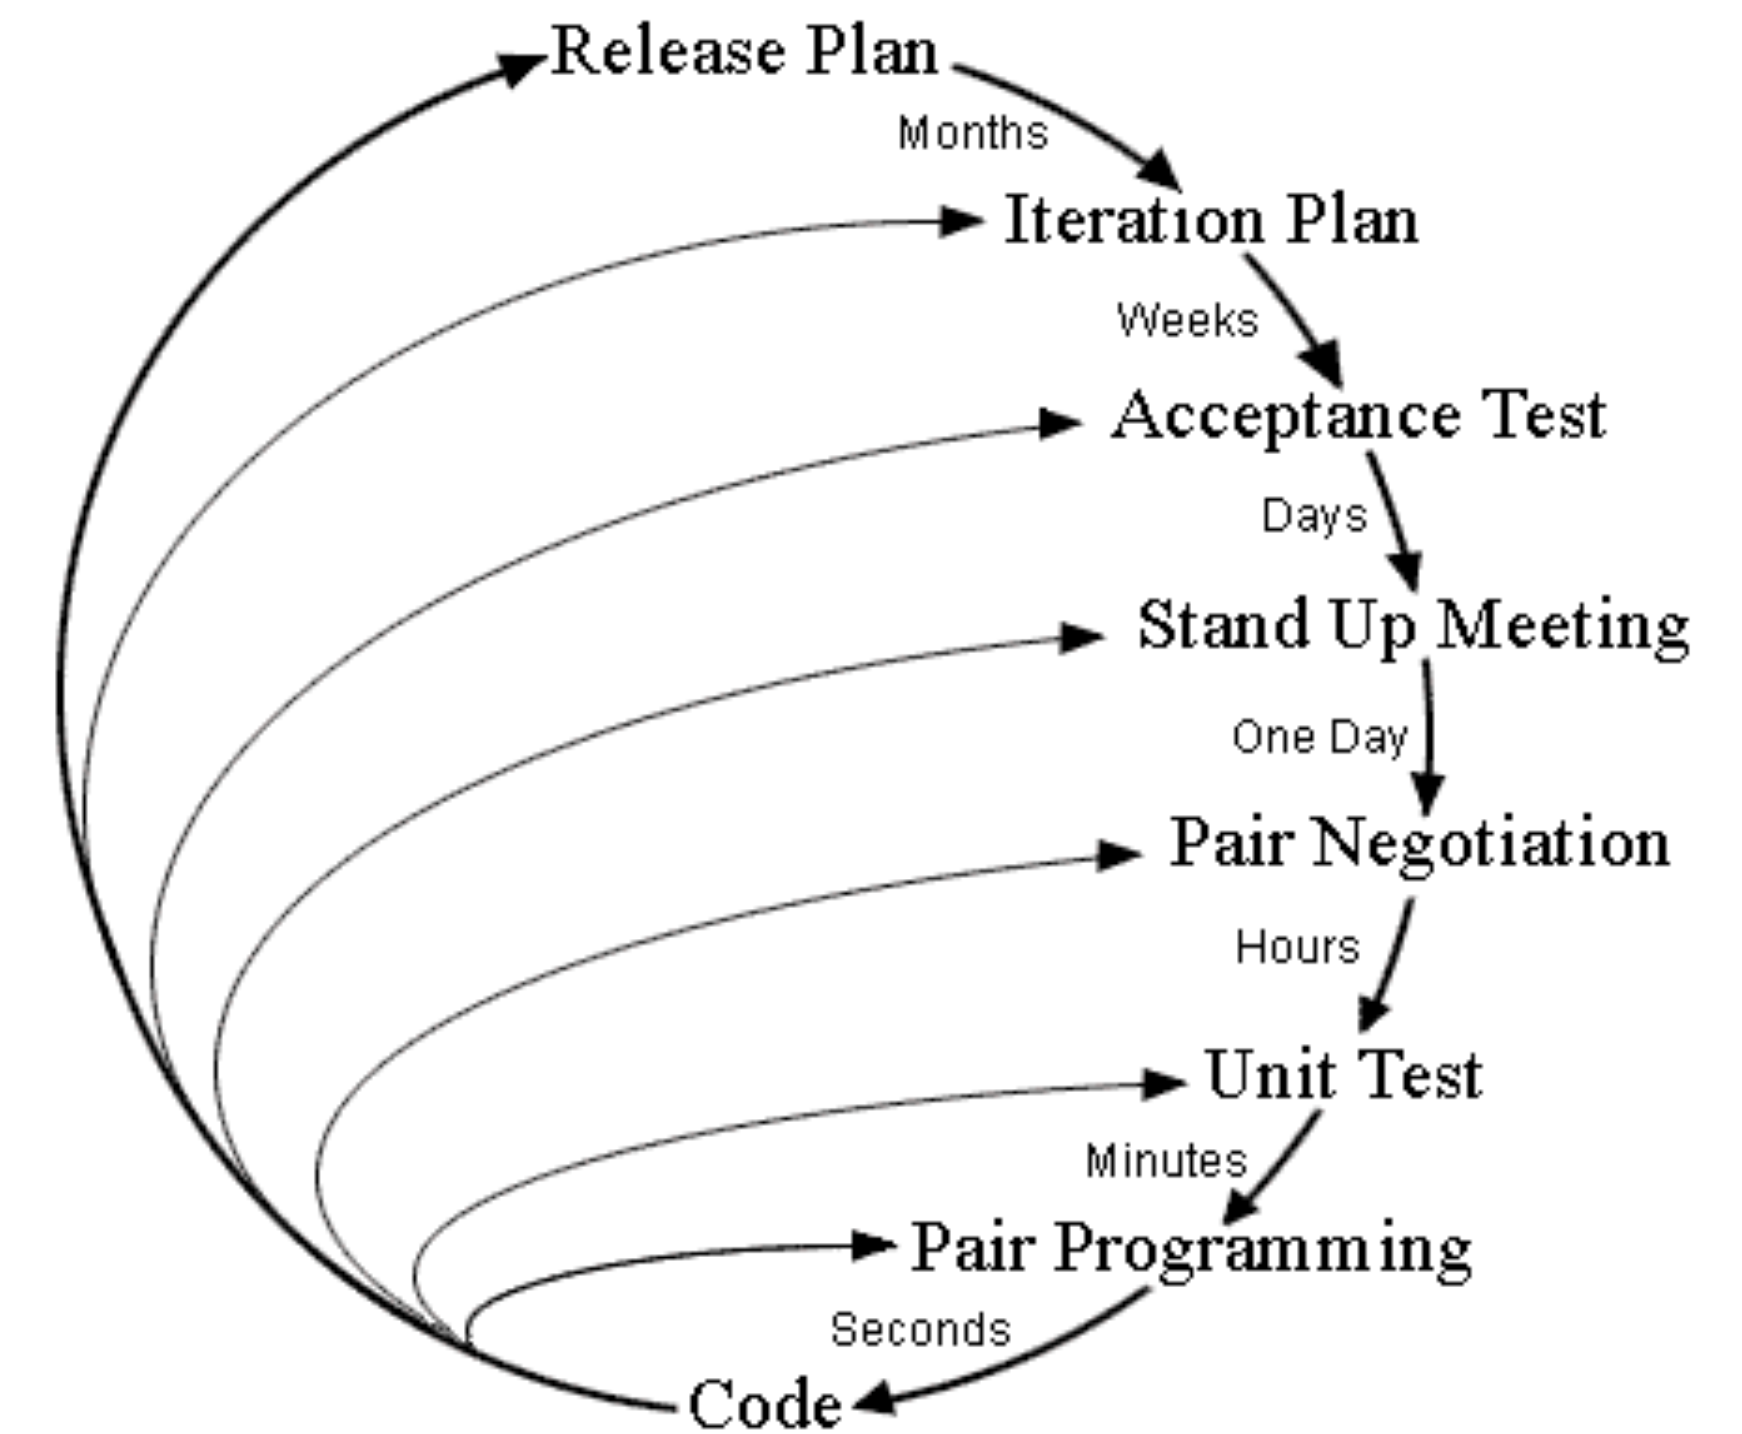 Release Plan
Months
Iteration Plan
Weeks
Acceptance Test
Days
Stand Up Meeting
One Day
Pair Negotiation
Hours
Unit Test
Minutes
Pair Programming
Seconds
Code